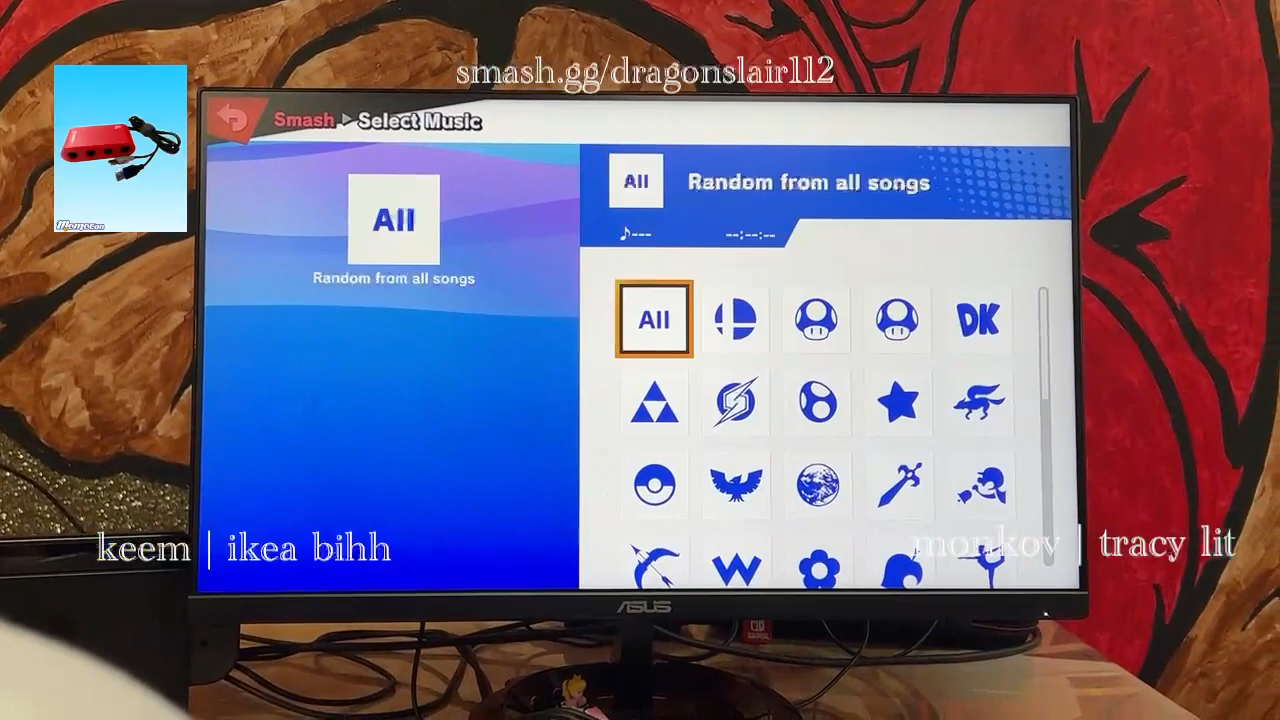 smash.gg/dragonslair112
Smash ▸ Select Music
All
Random from all songs
All
Random from all songs
♪---
--:--:--
All
DK
keem | ikea bihh
monkov | tracy lit
ASUS